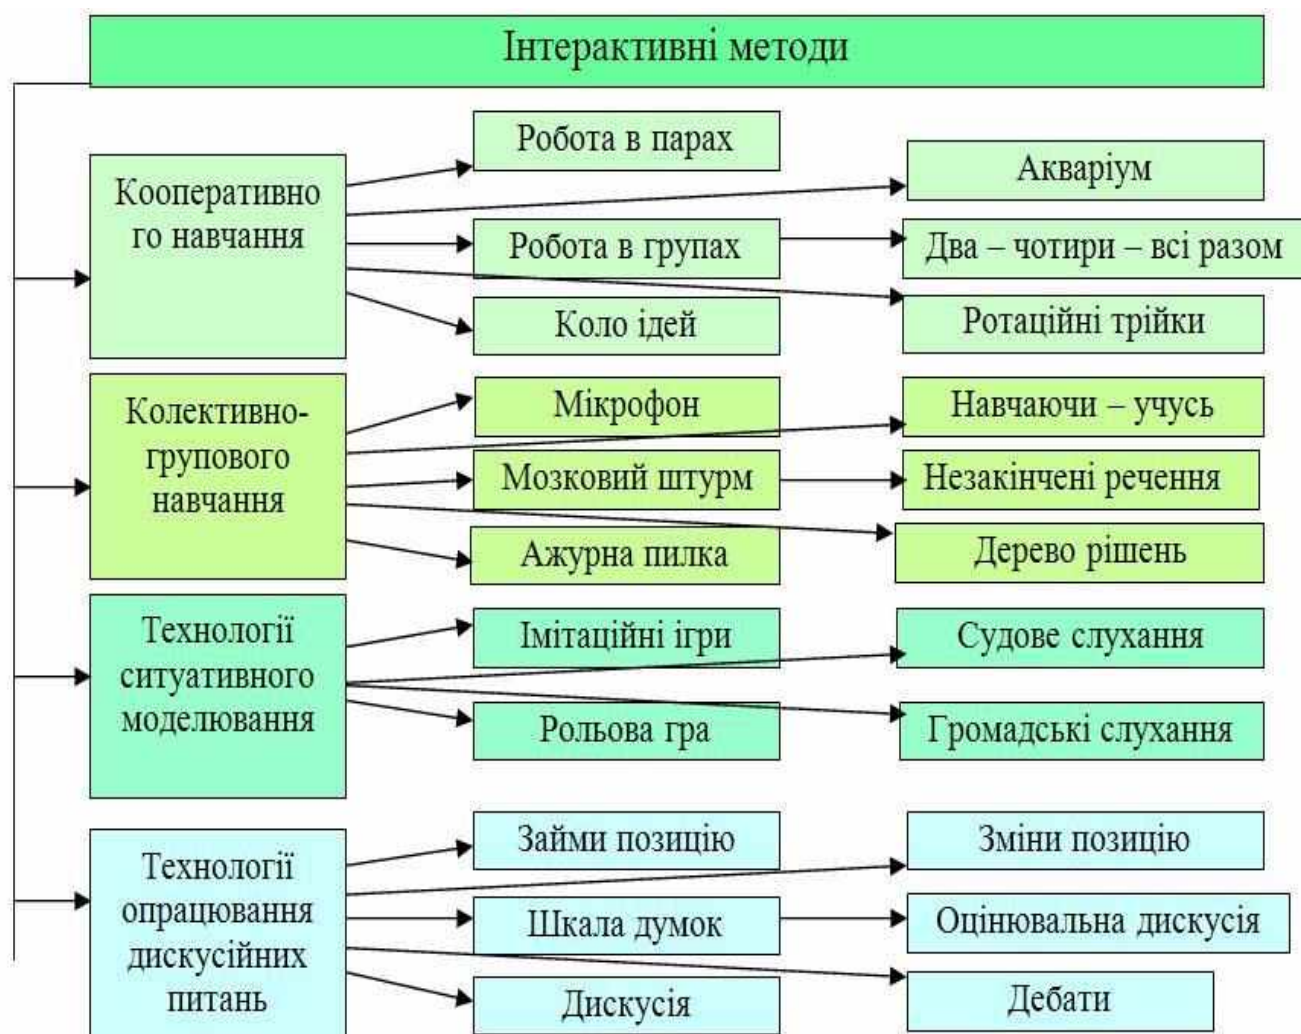 Інтерактивні методи
Кооперативно
го навчання
Робота в парах
Акваріум
Робота в групах
Два – чотири – всі разом
Коло ідей
Ротаційні трійки
Колективно-
групового
навчання
Мікрофон
Навчаючи – учусь
Мозковий штурм
Незакінчені речення
Ажурна пилка
Дерево рішень
Технології
ситуативного
моделювання
Імітаційні ігри
Судове слухання
Рольова гра
Громадські слухання
Технології
опрацювання
дискусійних
питань
Займи позицію
Зміни позицію
Шкала думок
Оцінювальна дискусія
Дискусія
Дебати